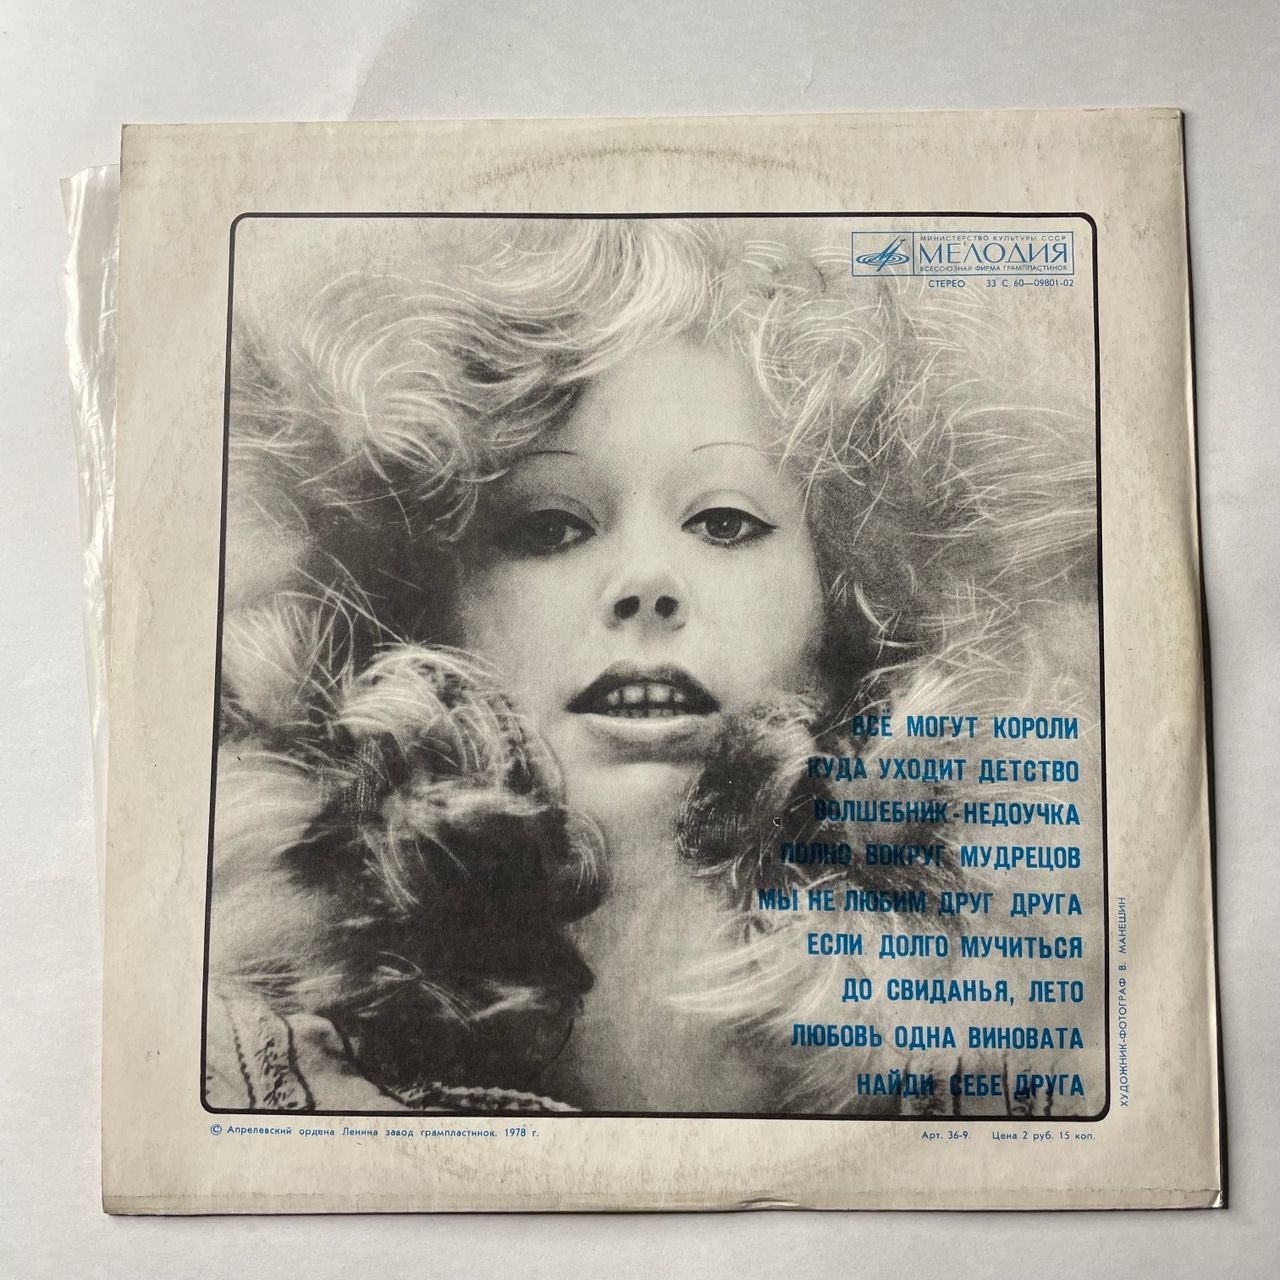 МИНИСТЕРСТВО КУЛЬТУРЫ СССР
МЕЛОДИЯ
ВСЕСОЮЗНАЯ ФИРМА ГРАМПЛАСТИНОК
СТЕРЕО 33 С 60—09801-02
ВСЁ МОГУТ КОРОЛИ
КУДА УХОДИТ ДЕТСТВО
ВОЛШЕБНИК-НЕДОУЧКА
ПОЛНО ВОКРУГ МУДРЕЦОВ
МЫ НЕ ЛЮБИМ ДРУГ ДРУГА
ЕСЛИ ДОЛГО МУЧИТЬСЯ
ДО СВИДАНЬЯ, ЛЕТО
ЛЮБОВЬ ОДНА ВИНОВАТА
НАЙДИ СЕБЕ ДРУГА
ХУДОЖНИК-ФОТОГРАФ В. МАНЕШИН
© Апрелевский ордена Ленина завод грампластинок. 1978 г.
Арт. 36-9. Цена 2 руб. 15 коп.